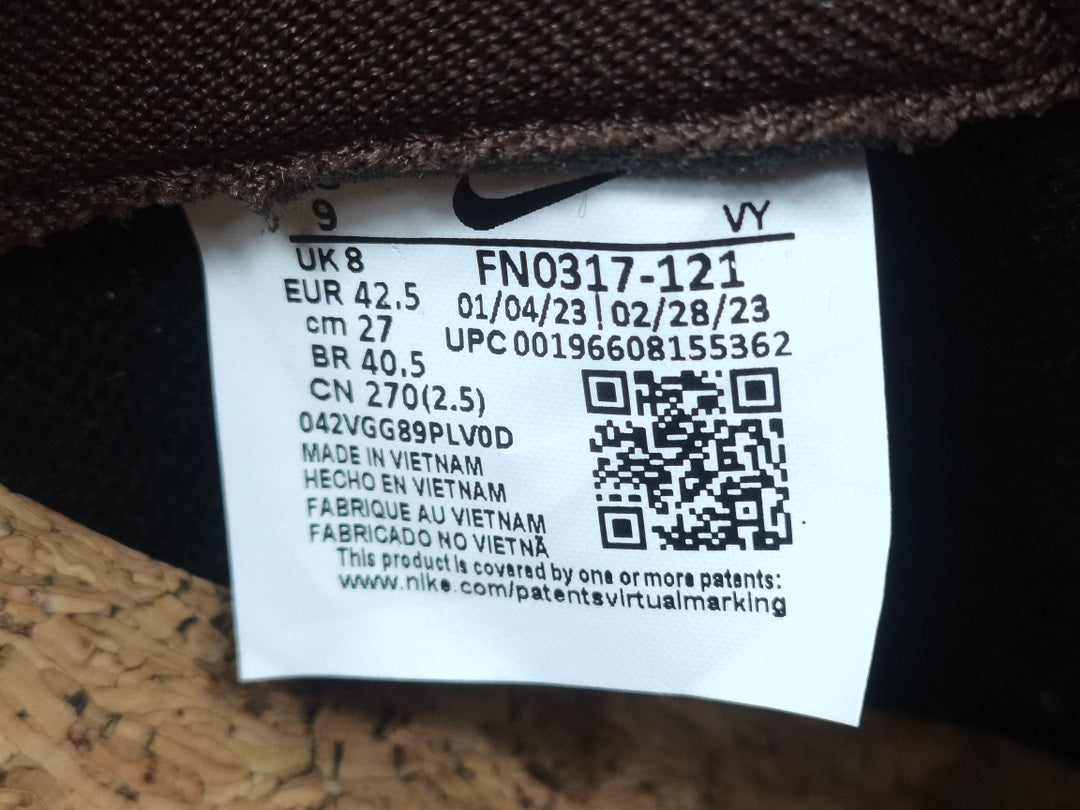 9
VY
UK 8
FN0317-121
EUR 42.5
01/04/23 | 02/28/23
cm 27
UPC 00196608155362
BR 40.5
CN 270(2.5)
042VGG89PLV0D
MADE IN VIETNAM
HECHO EN VIETNAM
FABRIQUE AU VIETNAM
FABRICADO NO VIETNÃ
This product is covered by one or more patents:
www.nike.com/patentsvirtualmarking